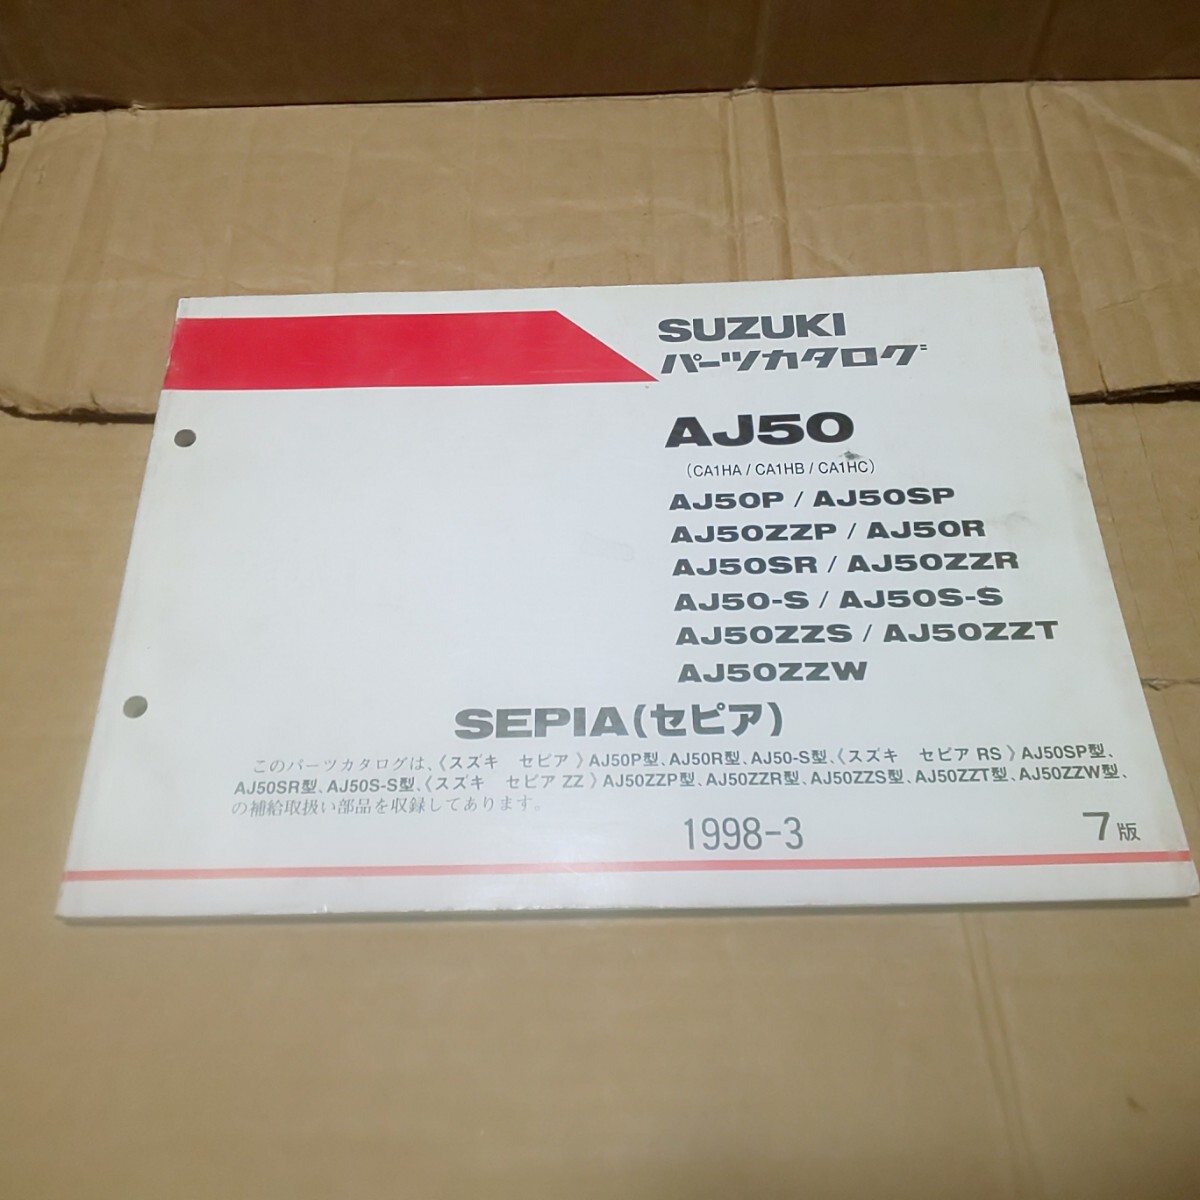 SUZUKI
パーツカタログ
AJ50
(CA1HA / CA1HB / CA1HC)
AJ50P / AJ50SP
AJ50ZZP / AJ50R
AJ50SR / AJ50ZZR
AJ50-S / AJ50S-S
AJ50ZZS / AJ50ZZT
AJ50ZZW
SEPIA(セピア)
このパーツカタログは、〈スズキ　セピア〉AJ50P型、AJ50R型、AJ50-S型、〈スズキ　セピア RS〉AJ50SP型、
AJ50SR型、AJ50S-S型、〈スズキ　セピア ZZ〉AJ50ZZP型、AJ50ZZR型、AJ50ZZS型、AJ50ZZT型、AJ50ZZW型、
の補給取扱い部品を収録してあります。
1998-3
7版